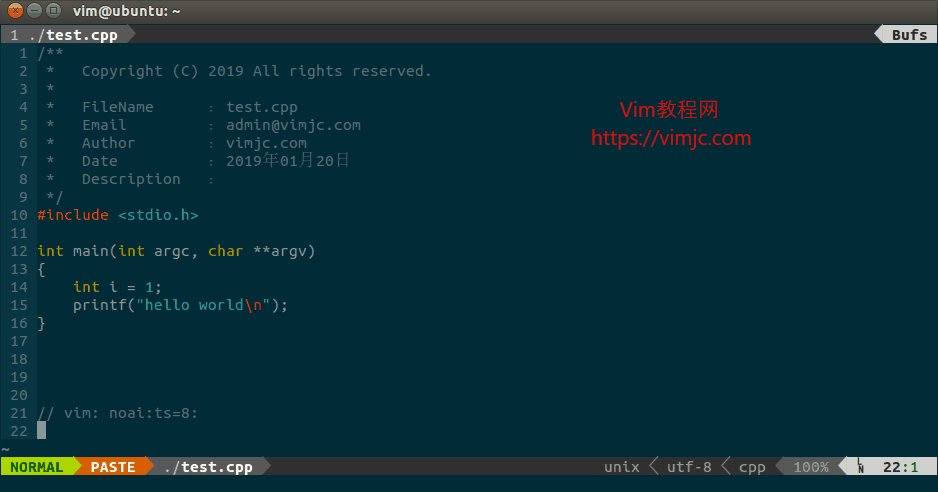 vim@ubuntu: ~
1 ./test.cpp Bufs
1 /**
2  *   Copyright (C) 2019 All rights reserved.
3  *
4  *   FileName      : test.cpp
5  *   Email         : admin@vimjc.com
6  *   Author        : vimjc.com
7  *   Date          : 2019年01月20日
8  *   Description   :
9  */
10 #include <stdio.h>
11
12 int main(int argc, char **argv)
13 {
14     int i = 1;
15     printf("hello world\n");
16 }
17
18
19
20
21 // vim: noai:ts=8:
22
~
Vim教程网
https://vimjc.com
NORMAL PASTE ./test.cpp unix utf-8 cpp 100% LN 22:1